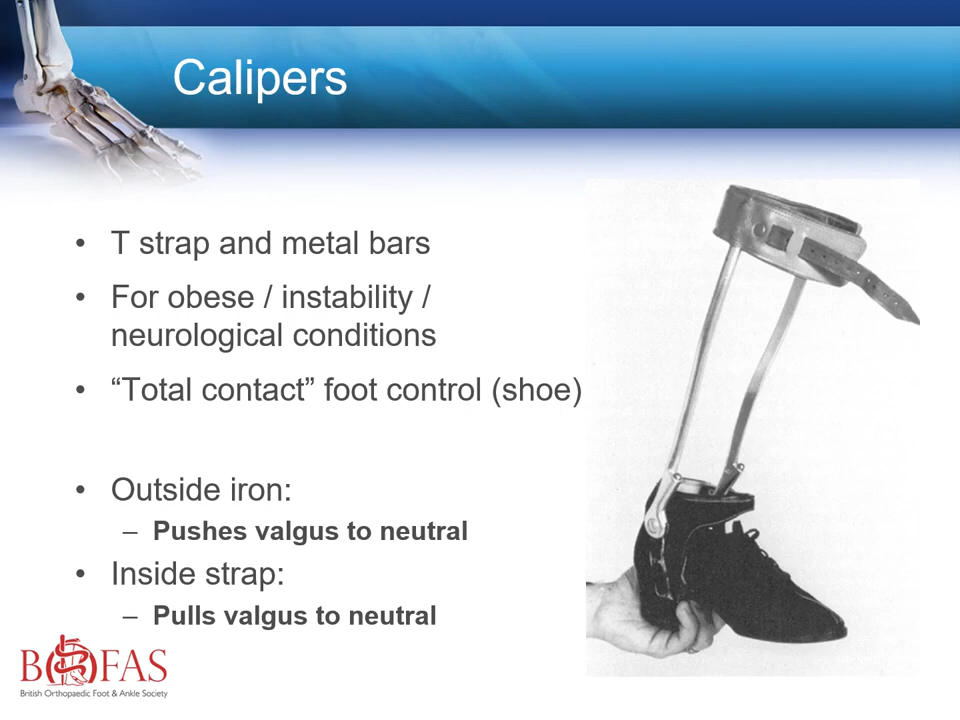 Calipers
• T strap and metal bars
• For obese / instability /
neurological conditions
• “Total contact” foot control (shoe)
• Outside iron:
– Pushes valgus to neutral
• Inside strap:
– Pulls valgus to neutral
BOFAS
British Orthopaedic Foot & Ankle Society